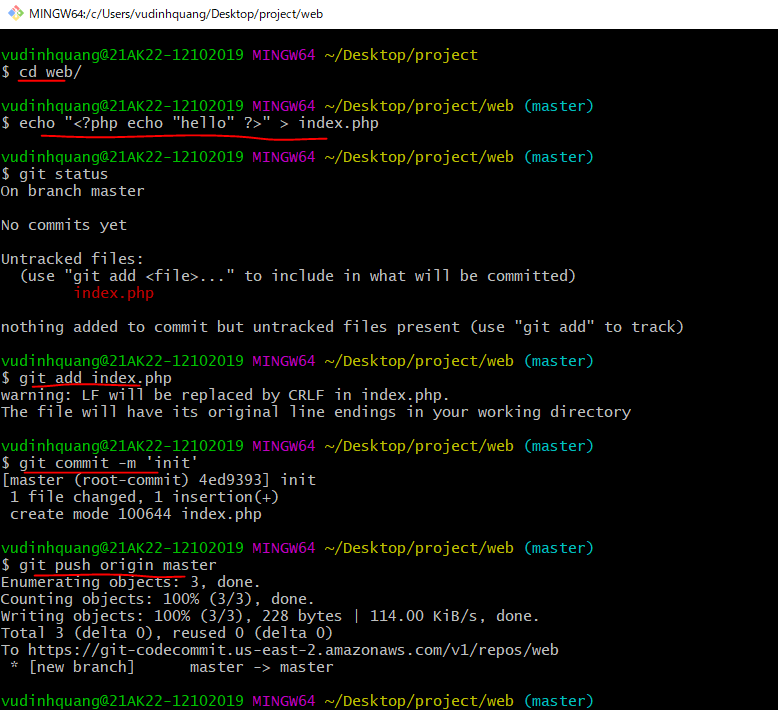 MINGW64:/c/Users/vudinhquang/Desktop/project/web
vudinhquang@21AK22-12102019 MINGW64 ~/Desktop/project
$ cd web/
vudinhquang@21AK22-12102019 MINGW64 ~/Desktop/project/web (master)
$ echo "<?php echo "hello" ?>" > index.php
vudinhquang@21AK22-12102019 MINGW64 ~/Desktop/project/web (master)
$ git status
On branch master
No commits yet
Untracked files:
  (use "git add <file>..." to include in what will be committed)
        index.php
nothing added to commit but untracked files present (use "git add" to track)
vudinhquang@21AK22-12102019 MINGW64 ~/Desktop/project/web (master)
$ git add index.php
warning: LF will be replaced by CRLF in index.php.
The file will have its original line endings in your working directory
vudinhquang@21AK22-12102019 MINGW64 ~/Desktop/project/web (master)
$ git commit -m 'init'
[master (root-commit) 4ed9393] init
 1 file changed, 1 insertion(+)
 create mode 100644 index.php
vudinhquang@21AK22-12102019 MINGW64 ~/Desktop/project/web (master)
$ git push origin master
Enumerating objects: 3, done.
Counting objects: 100% (3/3), done.
Writing objects: 100% (3/3), 228 bytes | 114.00 KiB/s, done.
Total 3 (delta 0), reused 0 (delta 0)
To https://git-codecommit.us-east-2.amazonaws.com/v1/repos/web
 * [new branch]      master -> master
vudinhquang@21AK22-12102019 MINGW64 ~/Desktop/project/web (master)